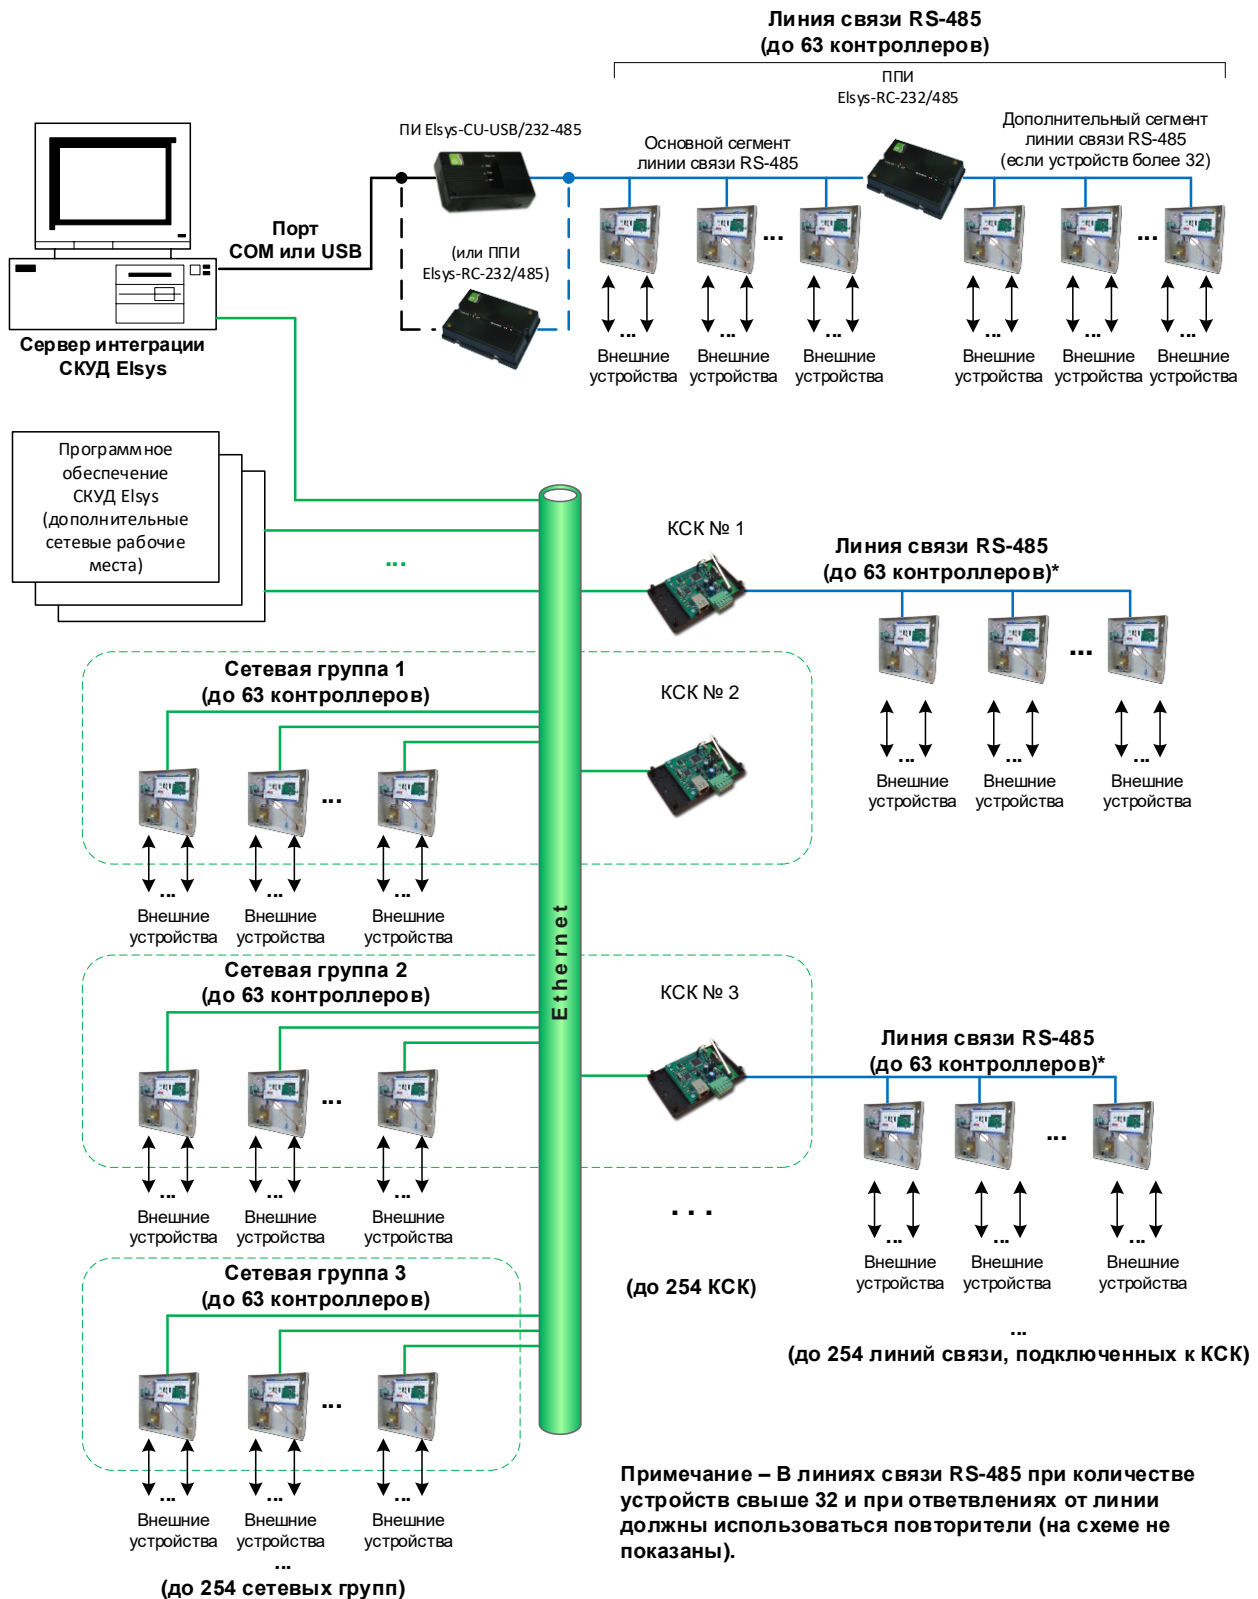 Линия связи RS-485
(до 63 контроллеров)
ППИ
Elsys-RC-232/485
ПИ Elsys-CU-USB/232-485
Основной сегмент
линии связи RS-485
Дополнительный сегмент
линии связи RS-485
(если устройств более 32)
Порт
COM или USB
(или ППИ
Elsys-RC-232/485)
...
...
... ... ... ... ... ...
Внешние
устройства
Внешние
устройства
Внешние
устройства
Внешние
устройства
Внешние
устройства
Внешние
устройства
Сервер интеграции
СКУД Elsys
Программное
обеспечение
СКУД Elsys
(дополнительные
сетевые рабочие
места)
...
Ethernet
КСК № 1
Линия связи RS-485
(до 63 контроллеров)*
...
... ... ...
Внешние
устройства
Внешние
устройства
Внешние
устройства
Сетевая группа 1
(до 63 контроллеров)
КСК № 2
...
... ... ...
Внешние
устройства
Внешние
устройства
Внешние
устройства
Сетевая группа 2
(до 63 контроллеров)
КСК № 3
Линия связи RS-485
(до 63 контроллеров)*
...
... ... ...
Внешние
устройства
Внешние
устройства
Внешние
устройства
...
... ... ...
Внешние
устройства
Внешние
устройства
Внешние
устройства
. . .
(до 254 КСК)
...
(до 254 линий связи, подключенных к КСК)
Сетевая группа 3
(до 63 контроллеров)
...
... ... ...
Внешние
устройства
Внешние
устройства
Внешние
устройства
...
(до 254 сетевых групп)
Примечание – В линиях связи RS-485 при количестве
устройств свыше 32 и при ответвлениях от линии
должны использоваться повторители (на схеме не
показаны).